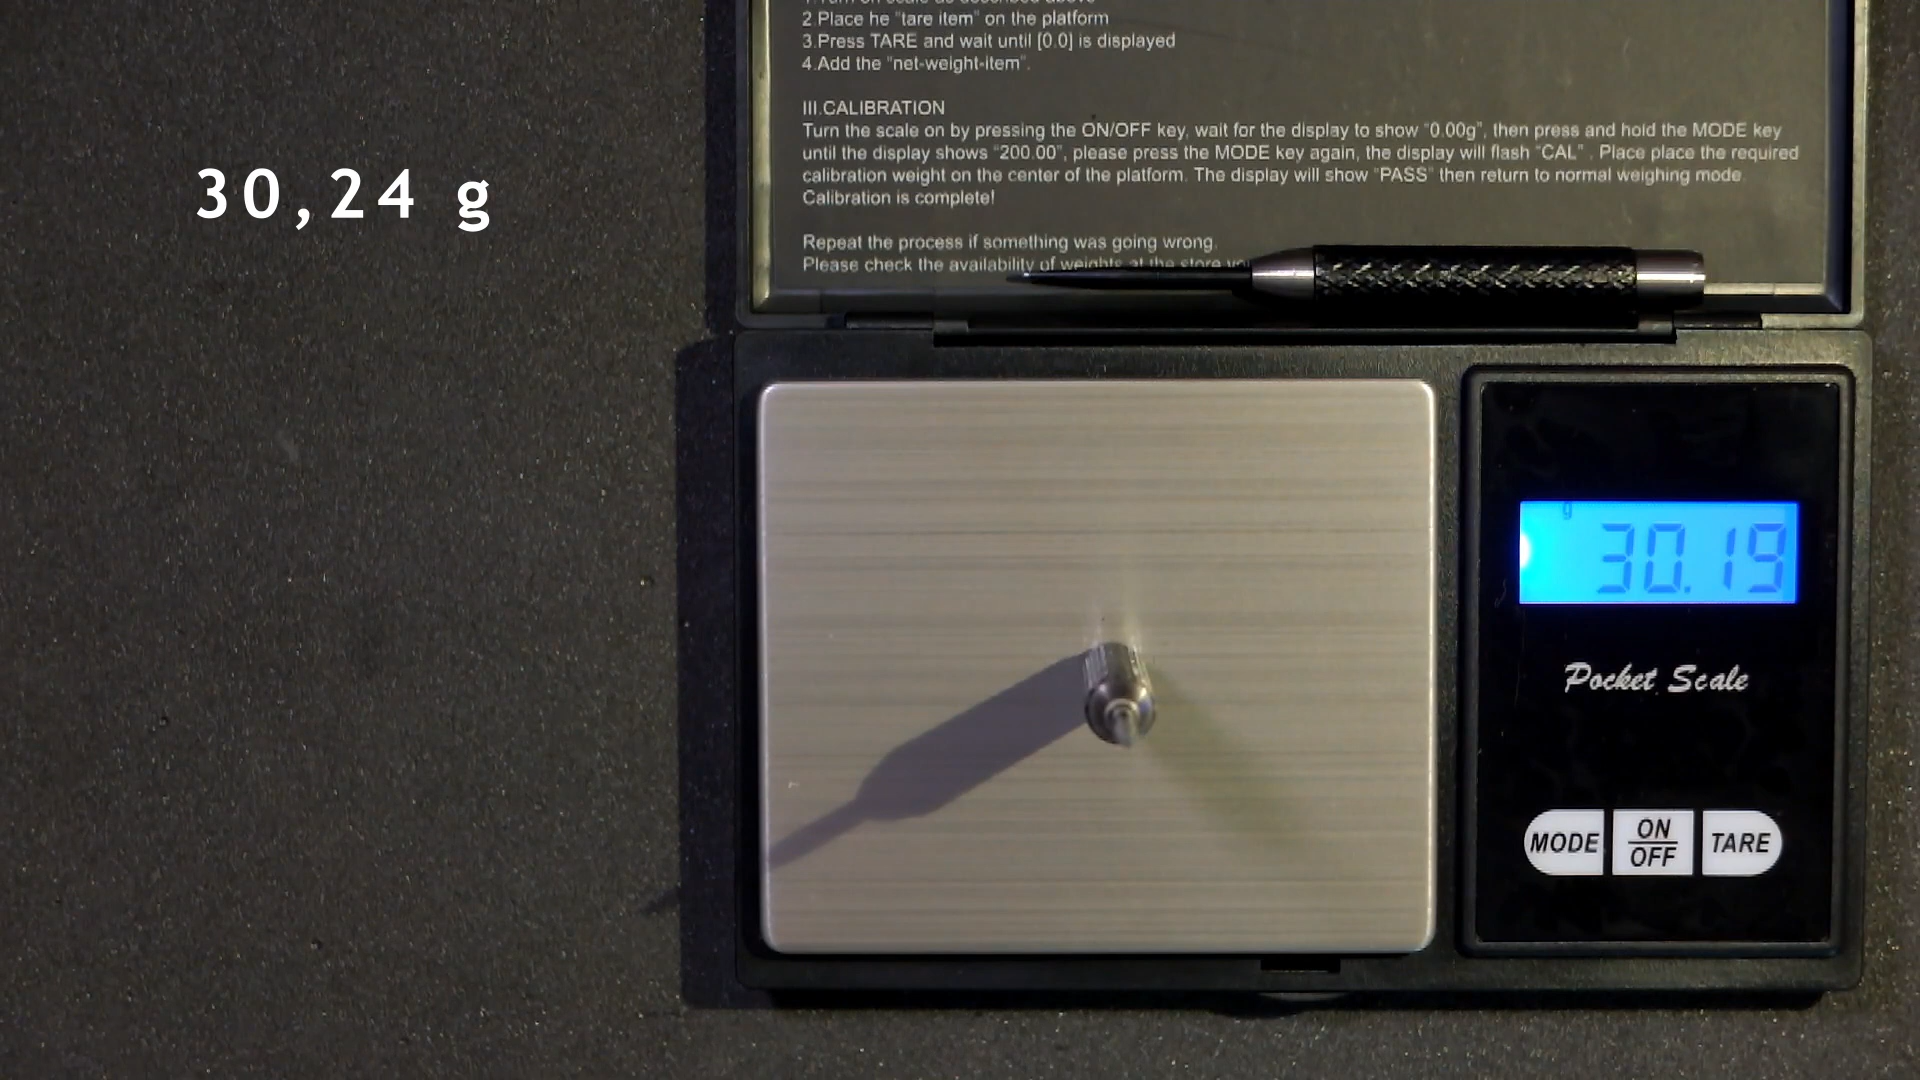 2.Place he "tare item" on the platform
3.Press TARE and wait until [0.0] is displayed
4.Add the "net-weight-item".
III.CALIBRATION
Turn the scale on by pressing the ON/OFF key, wait for the display to show "0.00g", then press and hold the MODE key
until the display shows "200.00", please press the MODE key again, the display will flash "CAL" . Place place the required
calibration weight on the center of the platform. The display will show "PASS" then return to normal weighing mode.
Calibration is complete!
Repeat the process if something was going wrong.
Please check the availability of weights at the store
30,24 g
g
30.19
Pocket Scale
MODE
ON
OFF
TARE